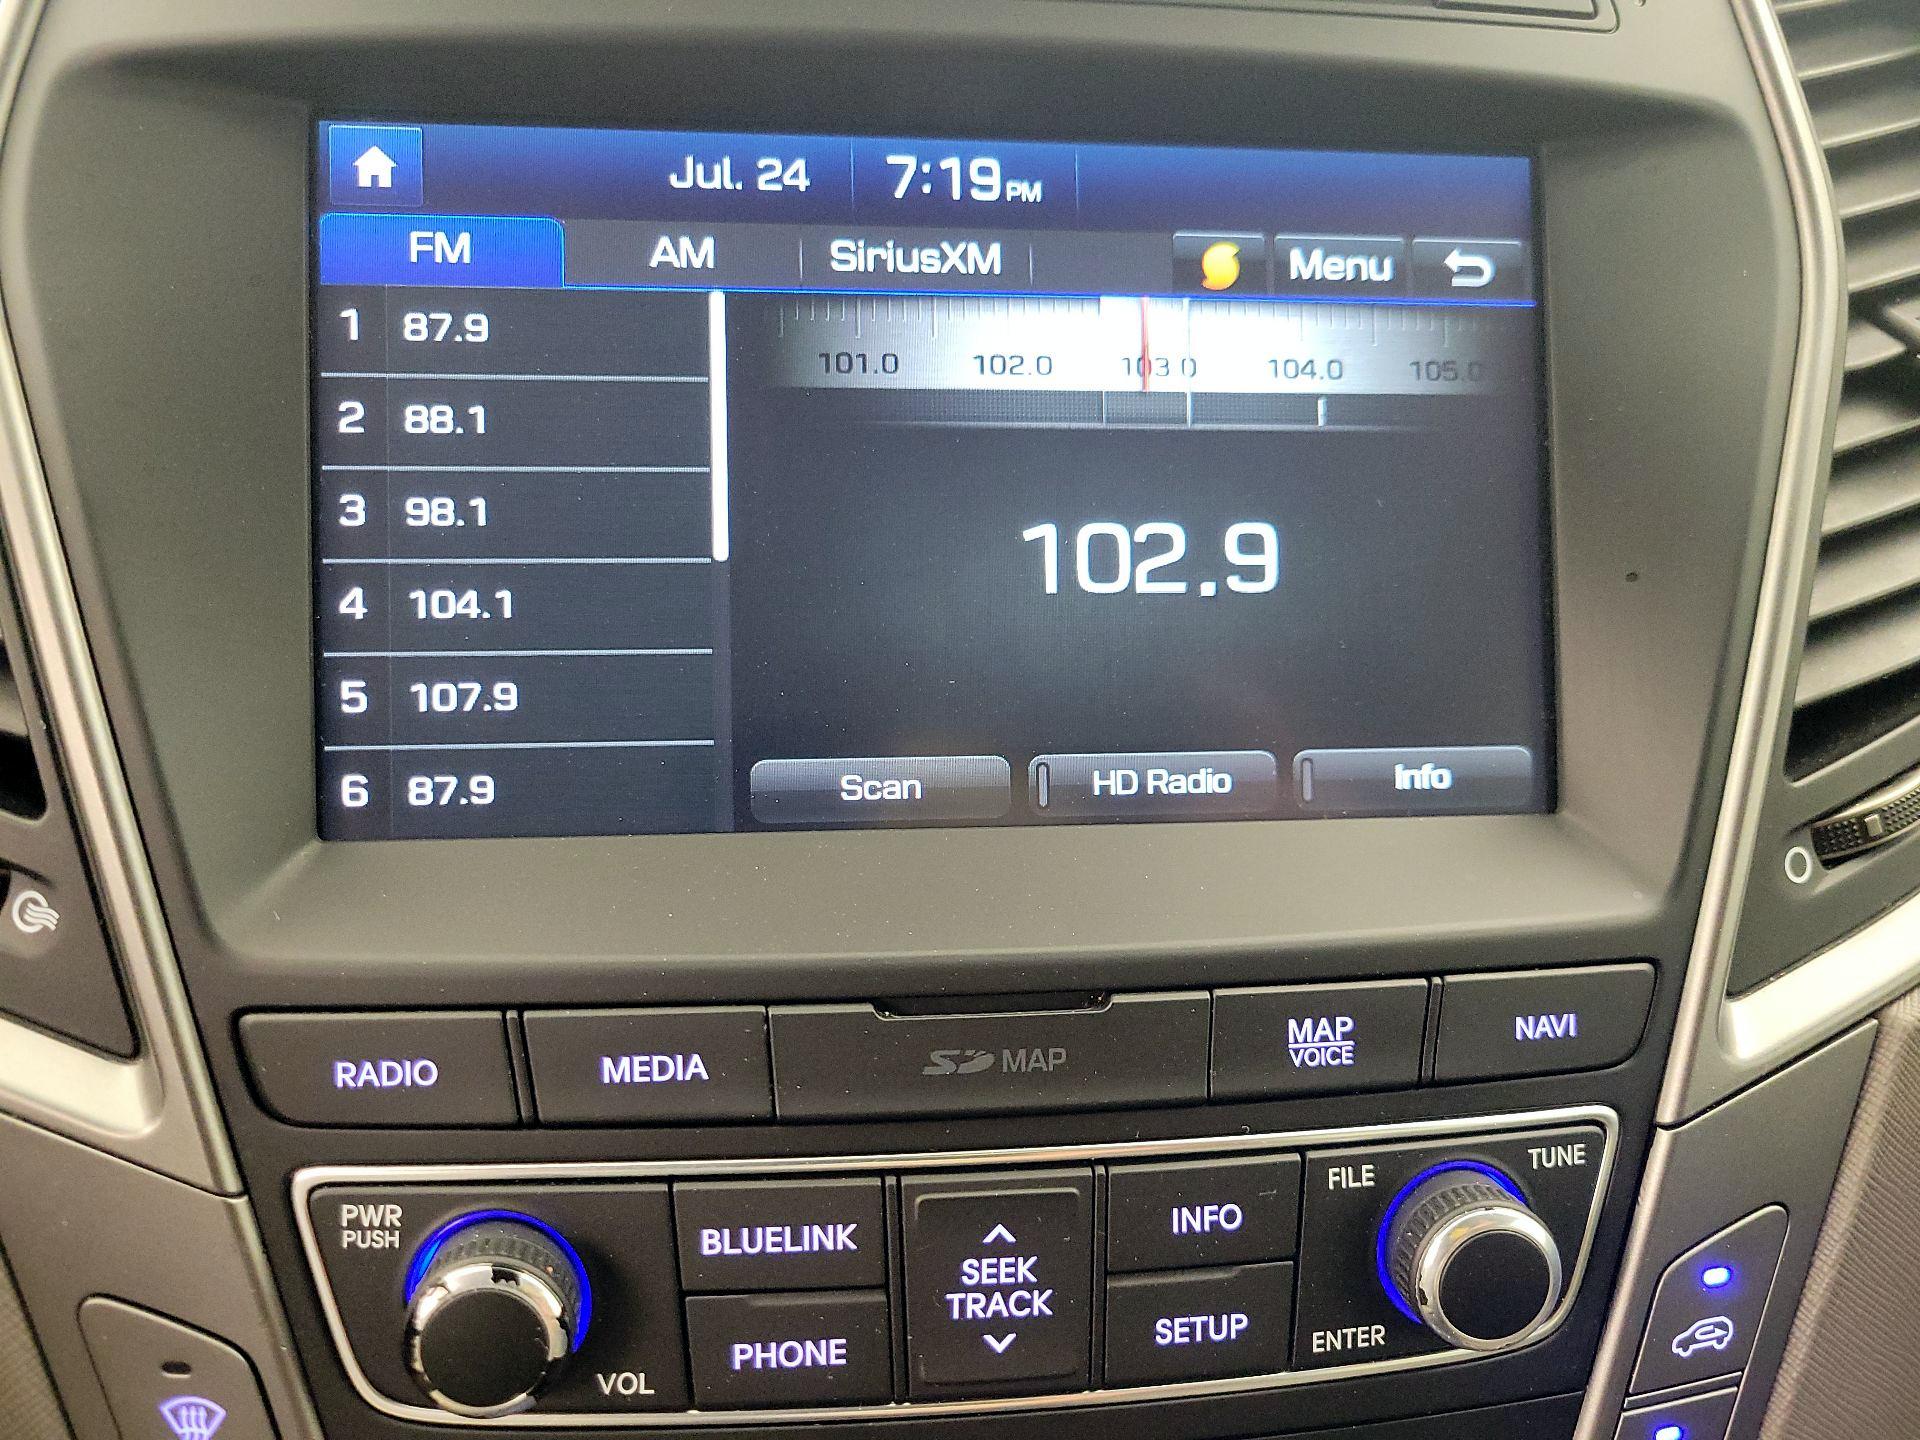 Jul. 24 7:19 PM
FM AM SiriusXM Menu
1 87.9
2 88.1
3 98.1
4 104.1
5 107.9
6 87.9
101.0 102.0 103.0 104.0 105.0
102.9
Scan HD Radio Info
RADIO MEDIA SD MAP MAP VOICE NAVI
PWR
PUSH
VOL
BLUELINK
PHONE
SEEK
TRACK
INFO
SETUP
FILE
TUNE
ENTER